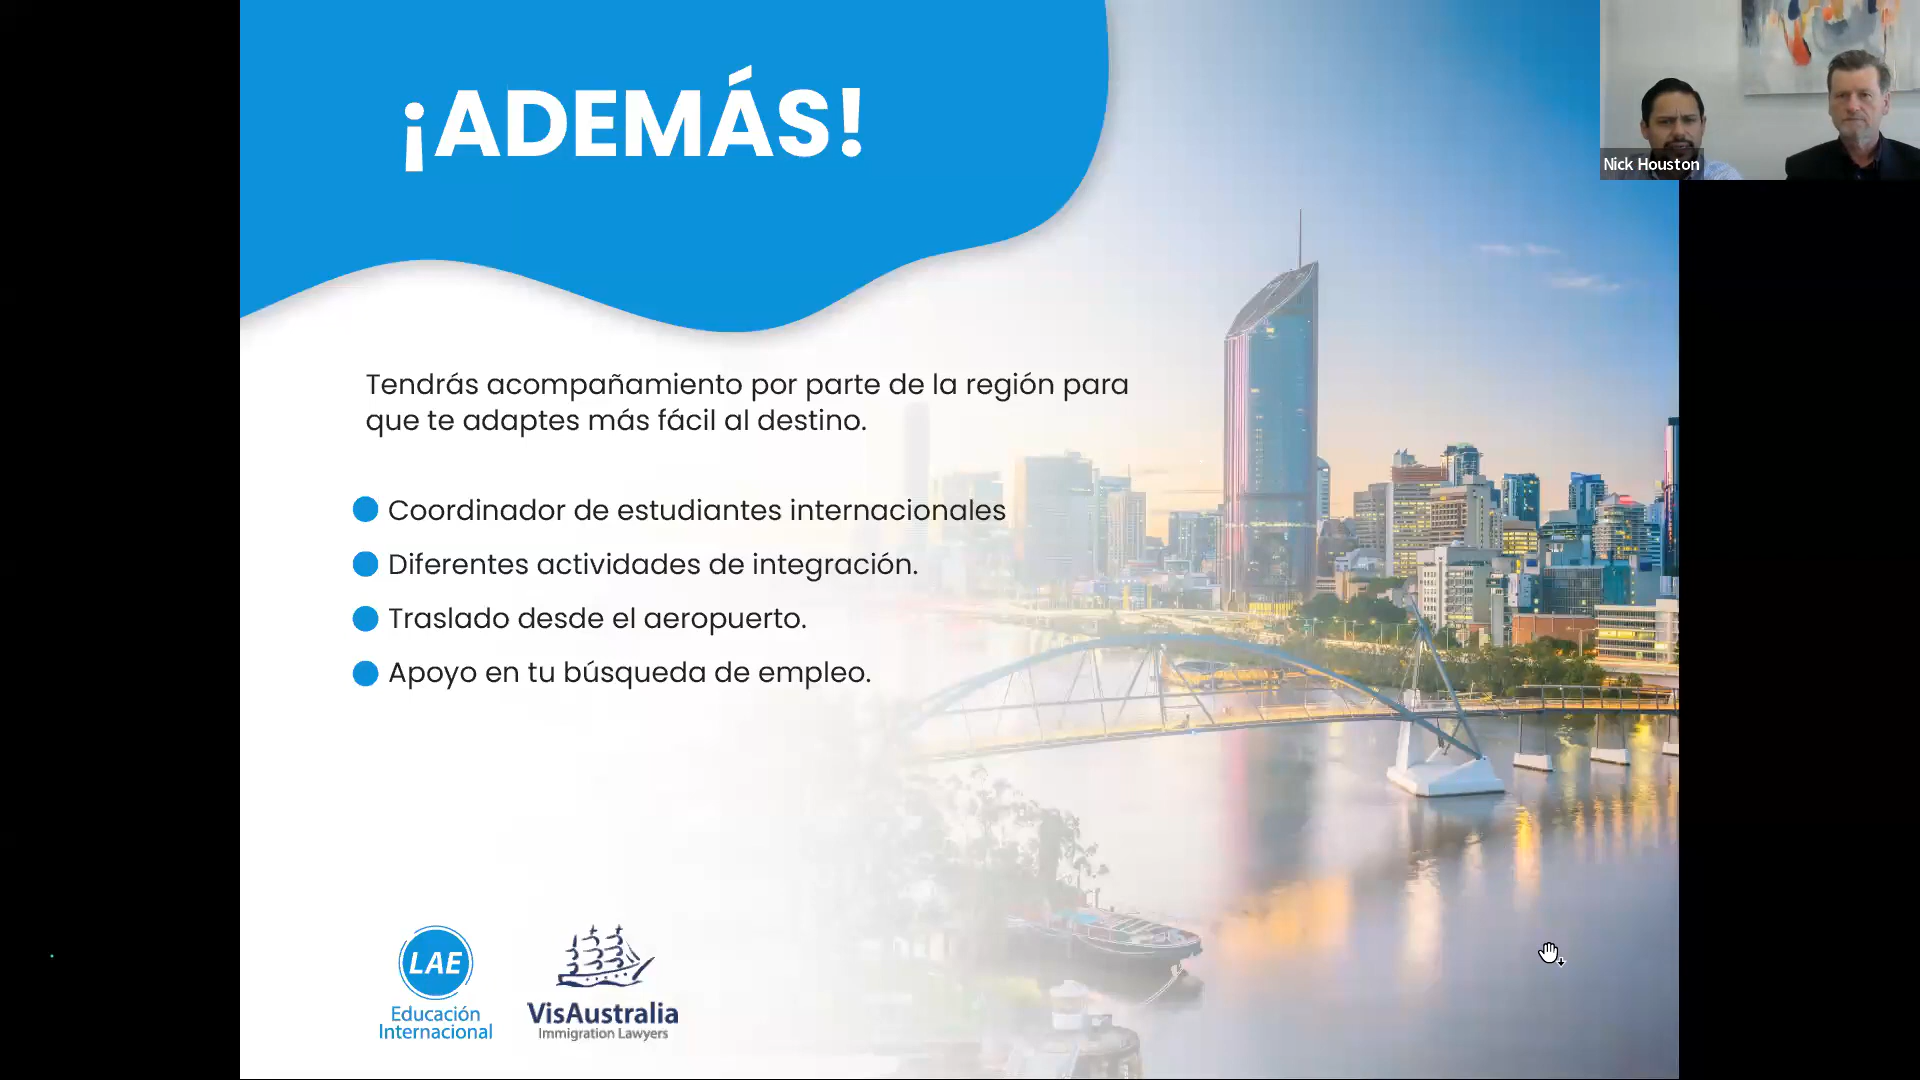 ¡ADEMÁS!
Nick Houston
Tendrás acompañamiento por parte de la región para
que te adaptes más fácil al destino.
Coordinador de estudiantes internacionales
Diferentes actividades de integración.
Traslado desde el aeropuerto.
Apoyo en tu búsqueda de empleo.
LAE
Educación
Internacional
VisAustralia
Immigration Lawyers